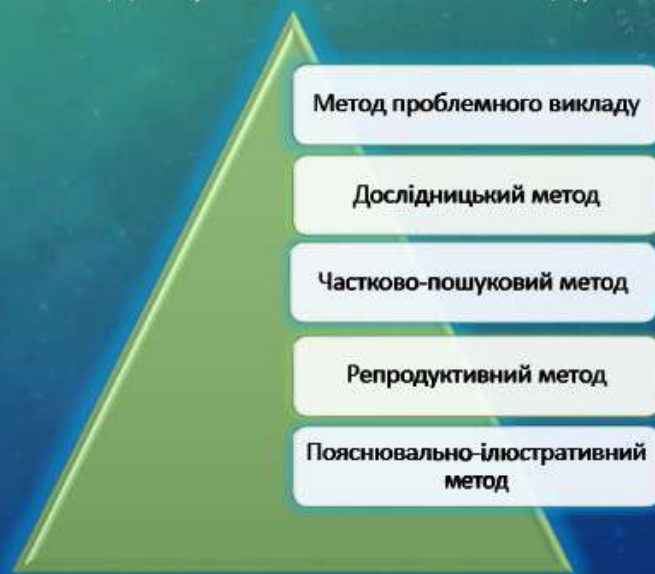 Метод проблемного викладу
Дослідницький метод
Частково-пошуковий метод
Репродуктивний метод
Пояснювально-ілюстративний
метод